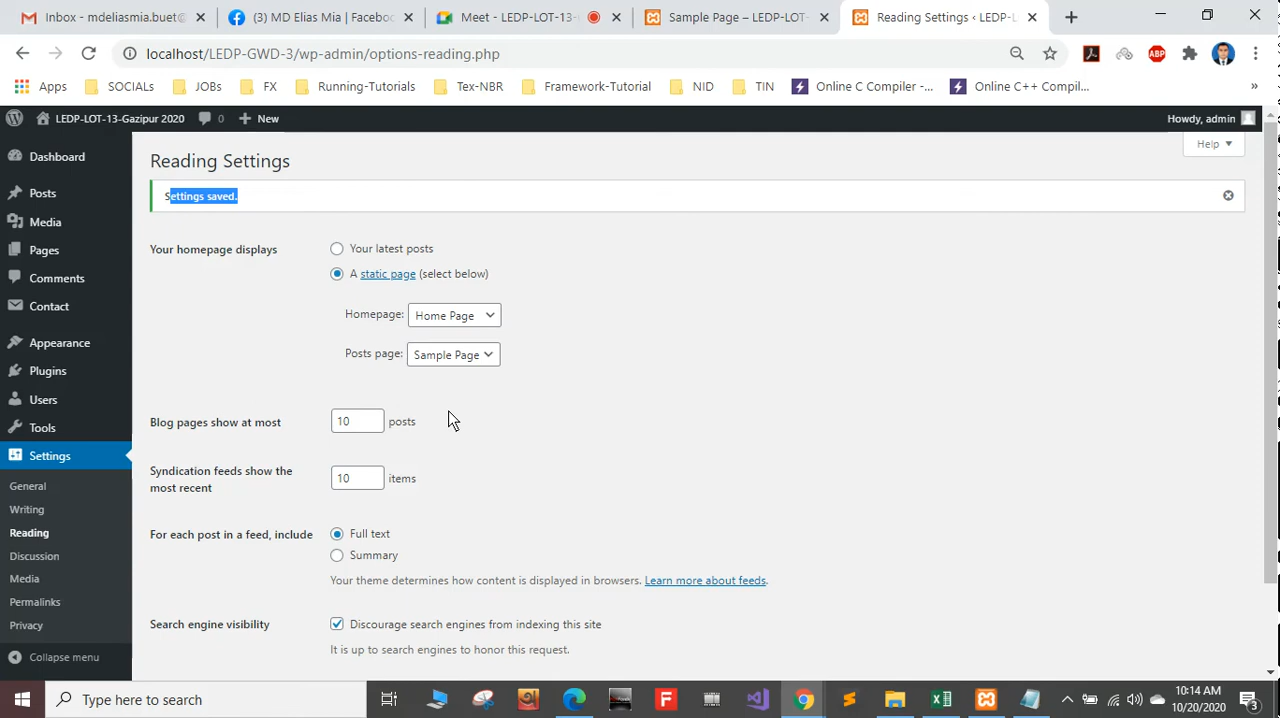 Inbox - mdeliasmia.buet@
(3) MD Elias Mia | Faceboo
Meet - LEDP-LOT-13-
Sample Page – LEDP-LOT-
Reading Settings ‹ LEDP-L
localhost/LEDP-GWD-3/wp-admin/options-reading.php
ABP
Apps
SOCIALs
JOBs
FX
Running-Tutorials
Tex-NBR
Framework-Tutorial
NID
TIN
Online C Compiler -...
Online C++ Compil...
»
LEDP-LOT-13-Gazipur 2020
0
+ New
Howdy, admin
Dashboard
Posts
Media
Pages
Comments
Contact
Appearance
Plugins
Users
Tools
Settings
General
Writing
Reading
Discussion
Media
Permalinks
Privacy
Collapse menu
Help
Reading Settings
Settings saved.
Your homepage displays
Your latest posts
A static page (select below)
Homepage: Home Page
Posts page: Sample Page
Blog pages show at most
10 posts
Syndication feeds show the
most recent
10 items
For each post in a feed, include
Full text
Summary
Your theme determines how content is displayed in browsers. Learn more about feeds.
Search engine visibility
Discourage search engines from indexing this site
It is up to search engines to honor this request.
Type here to search
F
10:14 AM
10/20/2020
3